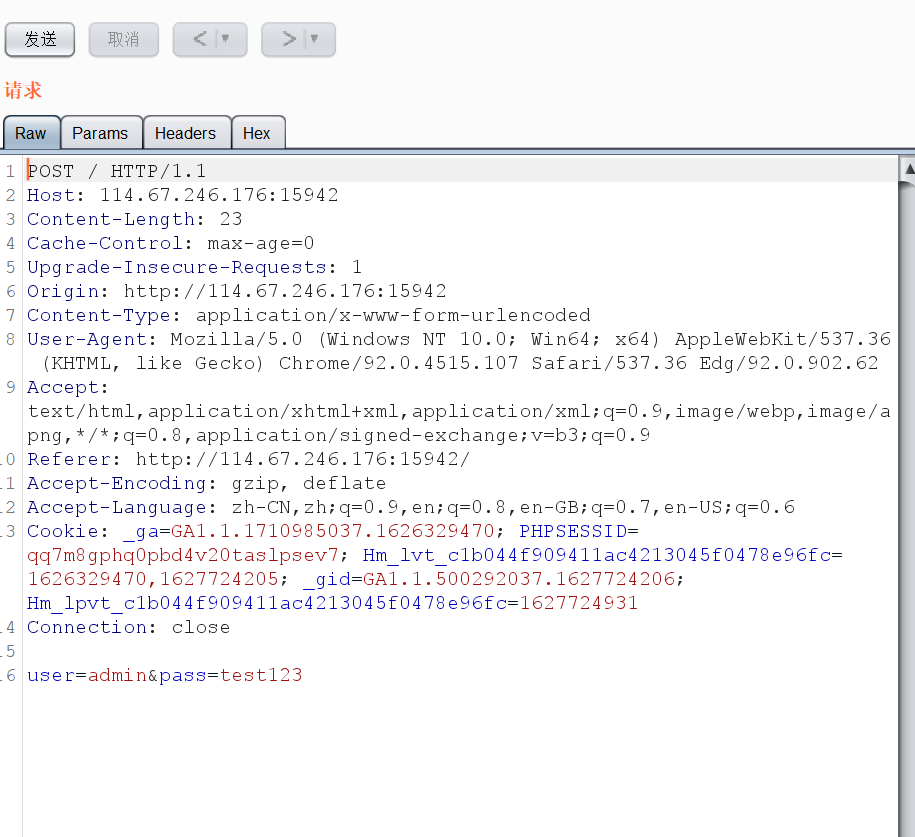 发送 取消 < ▼ > ▼
请求
Raw Params Headers Hex
1 POST / HTTP/1.1
2 Host: 114.67.246.176:15942
3 Content-Length: 23
4 Cache-Control: max-age=0
5 Upgrade-Insecure-Requests: 1
6 Origin: http://114.67.246.176:15942
7 Content-Type: application/x-www-form-urlencoded
8 User-Agent: Mozilla/5.0 (Windows NT 10.0; Win64; x64) AppleWebKit/537.36
(KHTML, like Gecko) Chrome/92.0.4515.107 Safari/537.36 Edg/92.0.902.62
9 Accept:
text/html,application/xhtml+xml,application/xml;q=0.9,image/webp,image/a
png,*/*;q=0.8,application/signed-exchange;v=b3;q=0.9
10 Referer: http://114.67.246.176:15942/
11 Accept-Encoding: gzip, deflate
12 Accept-Language: zh-CN,zh;q=0.9,en;q=0.8,en-GB;q=0.7,en-US;q=0.6
13 Cookie: _ga=GA1.1.1710985037.1626329470; PHPSESSID=
qq7m8gphq0pbd4v20taslpsev7; Hm_lvt_c1b044f909411ac4213045f0478e96fc=
1626329470,1627724205; _gid=GA1.1.500292037.1627724206;
Hm_lpvt_c1b044f909411ac4213045f0478e96fc=1627724931
14 Connection: close
15
16 user=admin&pass=test123